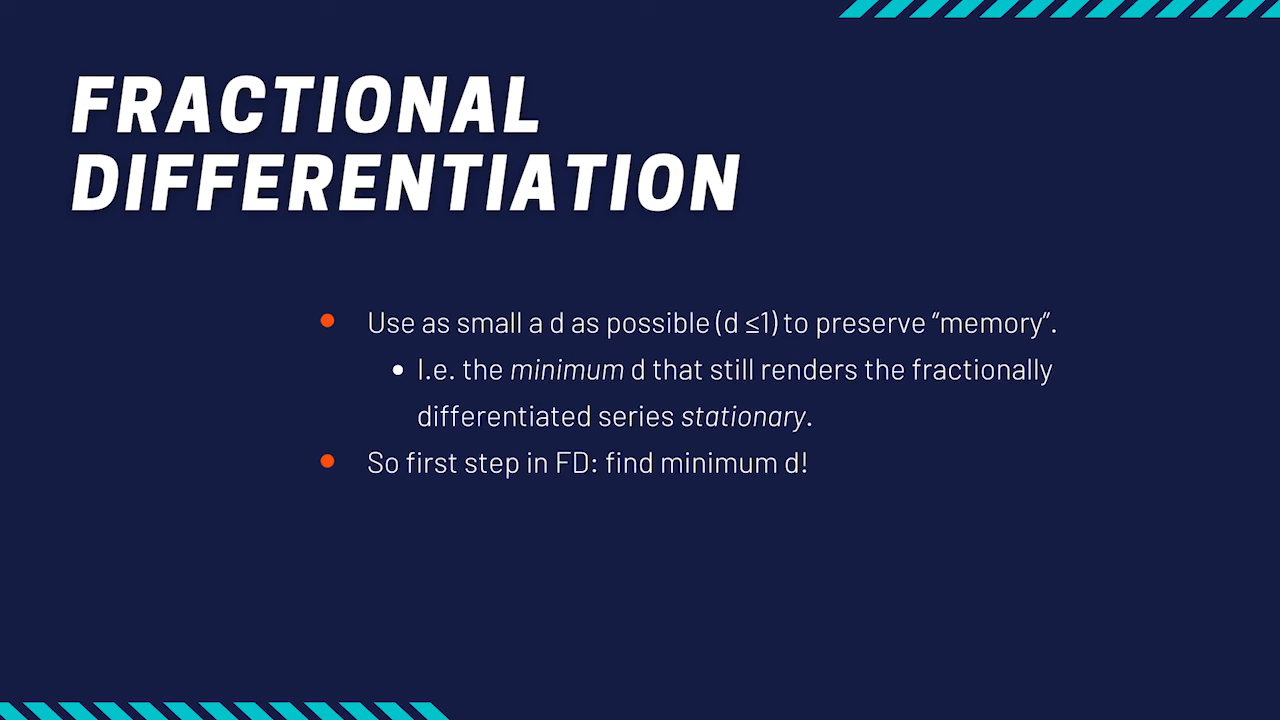 FRACTIONAL
DIFFERENTIATION
Use as small a d as possible (d ≤1) to preserve “memory”.
I.e. the minimum d that still renders the fractionally
differentiated series stationary.
So first step in FD: find minimum d!